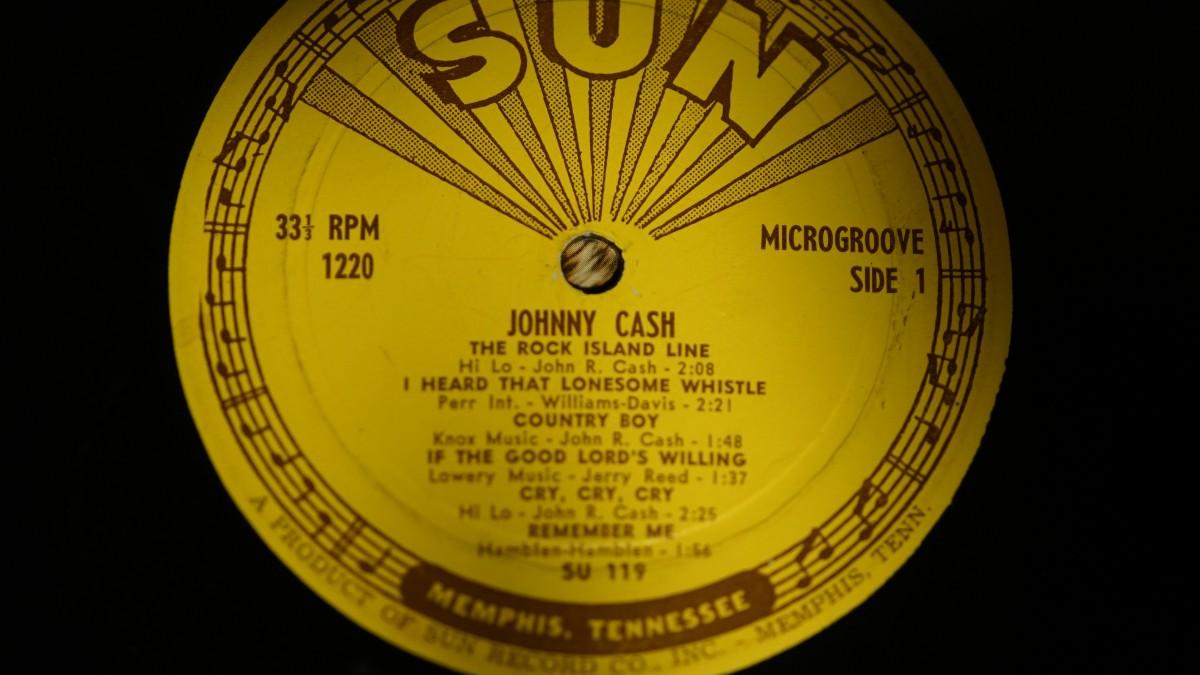 SUN
33⅓ RPM
1220
MICROGROOVE
SIDE 1
JOHNNY CASH
THE ROCK ISLAND LINE
Hi Lo - John R. Cash - 2:08
I HEARD THAT LONESOME WHISTLE
Perr Int. - Williams-Davis - 2:21
COUNTRY BOY
Knox Music - John R. Cash - 1:48
IF THE GOOD LORD'S WILLING
Lowery Music - Jerry Reed - 1:37
CRY, CRY, CRY
Hi Lo - John R. Cash - 2:25
REMEMBER ME
Hamblen-Hamblen - 1:56
SU 119
MEMPHIS, TENNESSEE
A PRODUCT OF SUN RECORD CO., INC. - MEMPHIS, TENN.